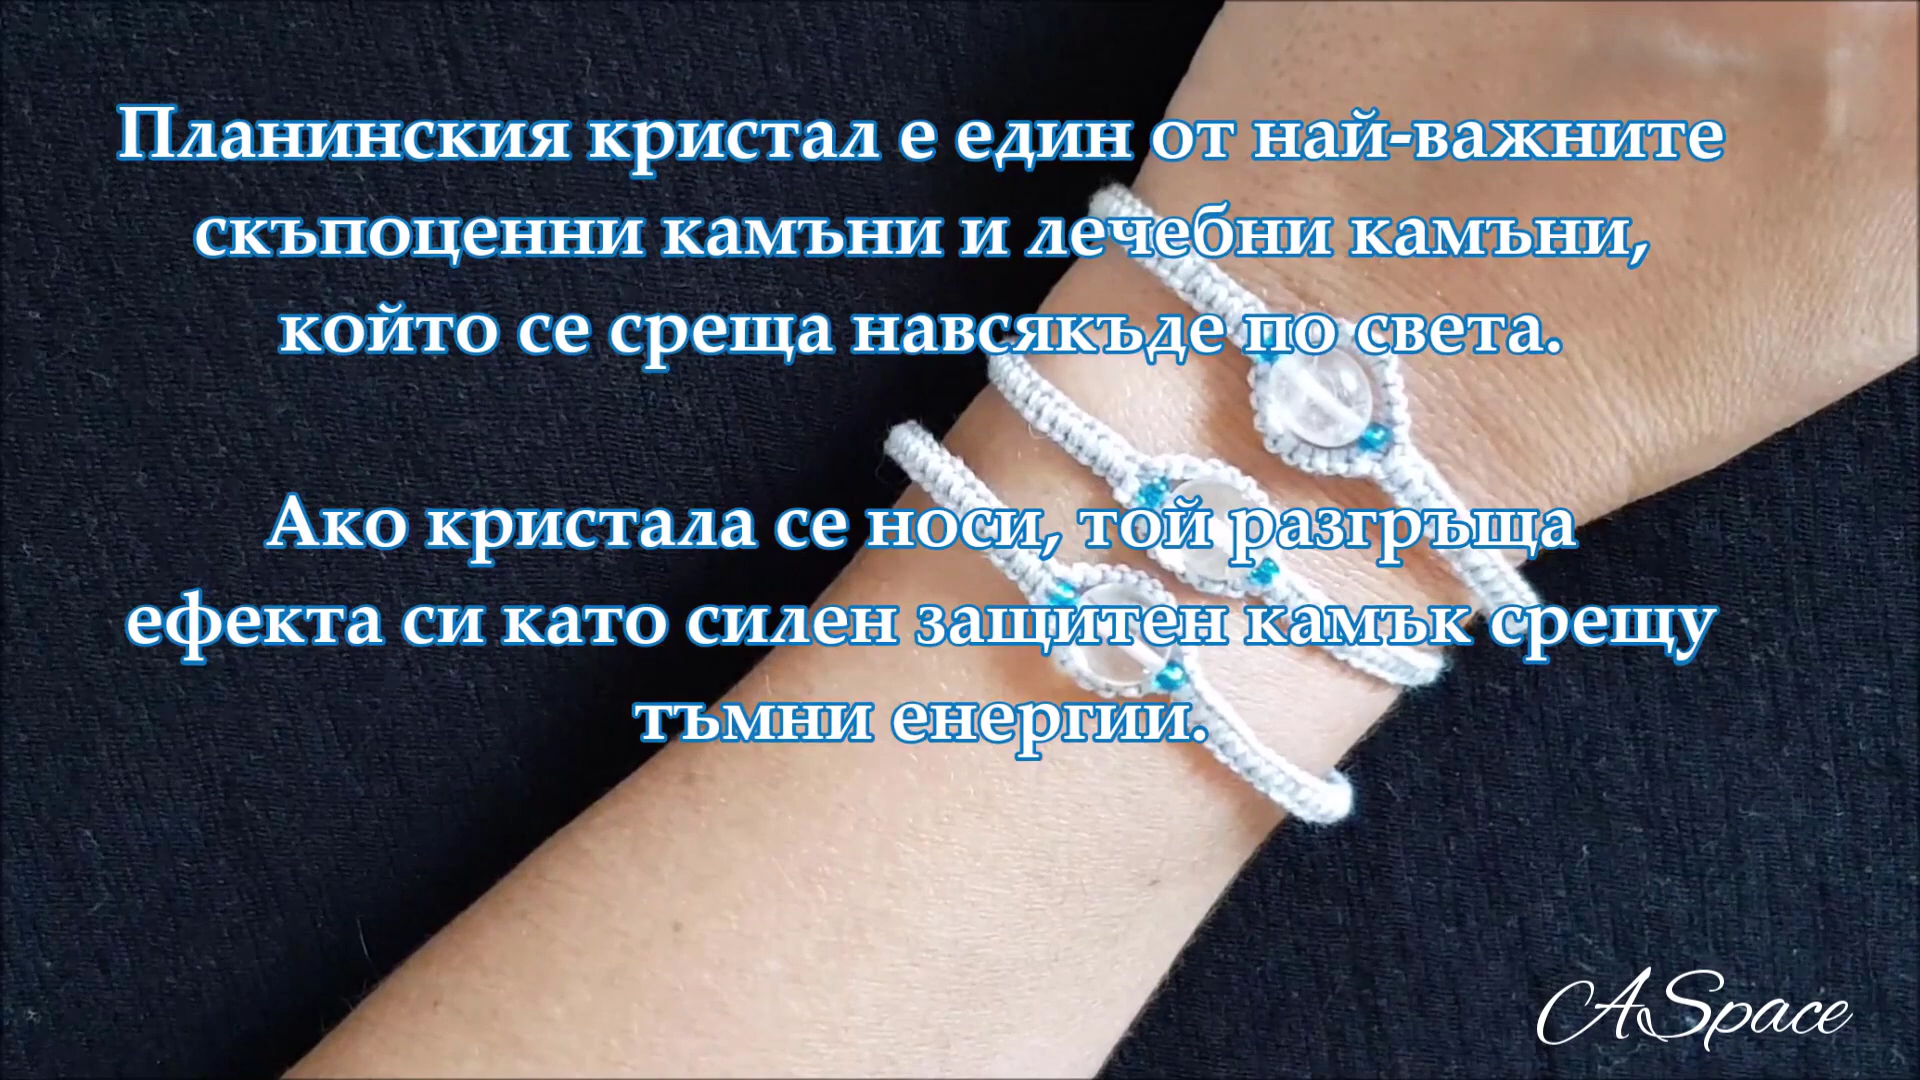 Планинския кристал е един от най-важните
скъпоценни камъни и лечебни камъни,
който се среща навсякъде по света.
Ако кристала се носи, той разгръща
ефекта си като силен защитен камък срещу
тъмни енергии.
ASpace